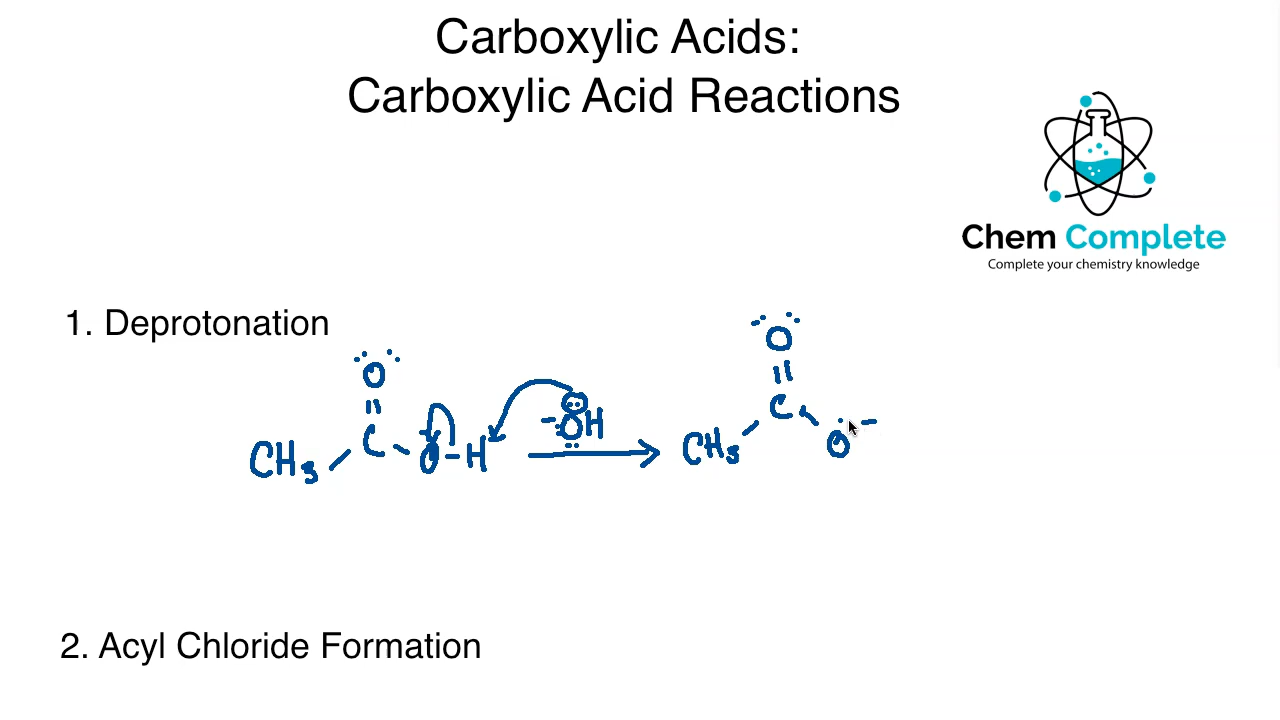 Carboxylic Acids:
Carboxylic Acid Reactions
Chem Complete
Complete your chemistry knowledge
1. Deprotonation
O
||
CH3 / C \ O - H
-OH
O
||
CH3 / C \ O -
2. Acyl Chloride Formation